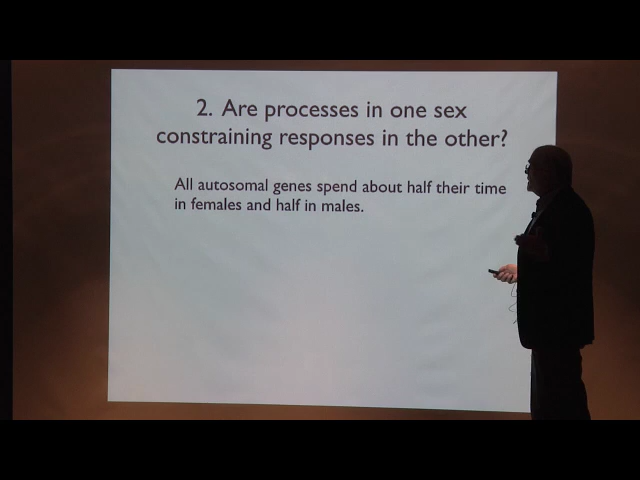 2. Are processes in one sex
constraining responses in the other?
All autosomal genes spend about half their time
in females and half in males.